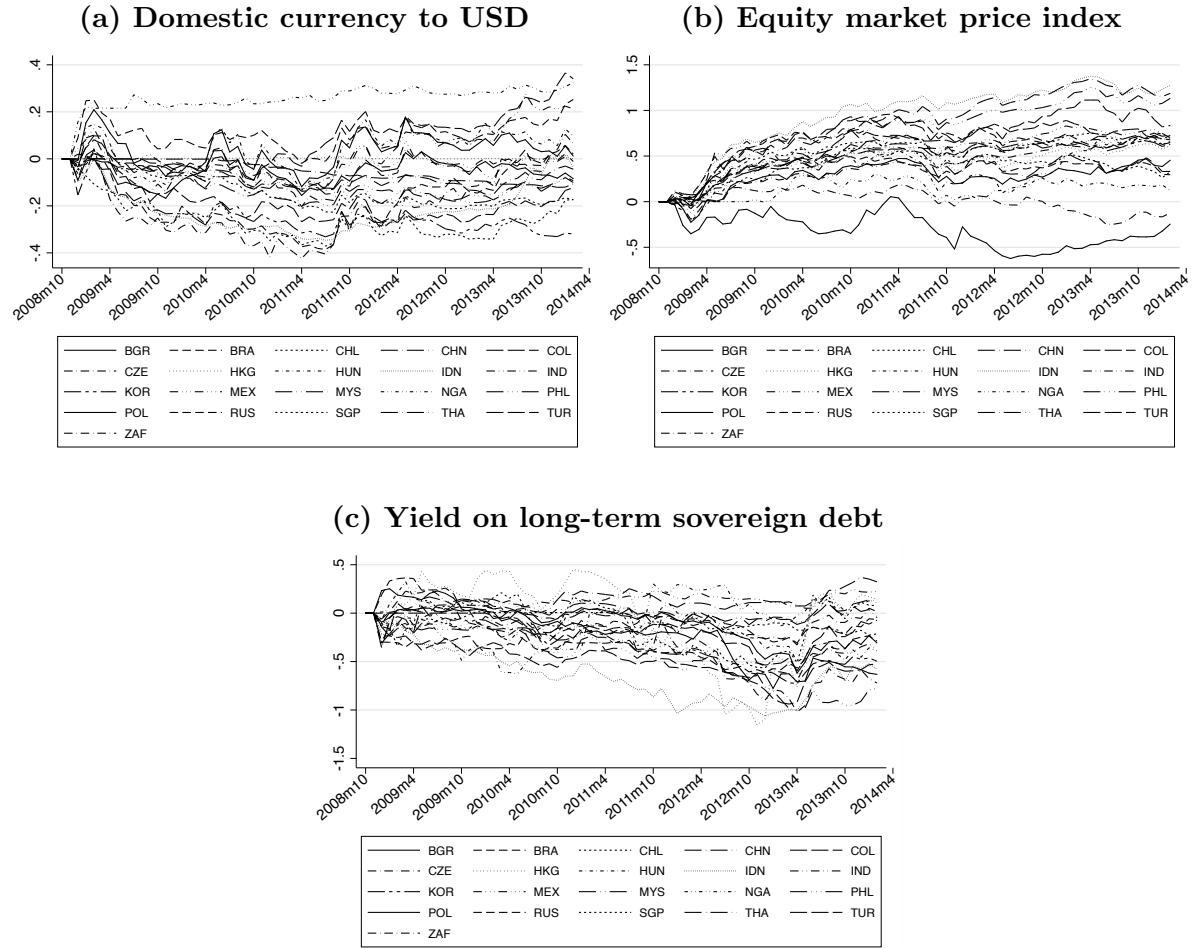 (a) Domestic currency to USD
.4
.2
0
-.2
-.4
2008m10 2009m4 2009m10 2010m4 2010m10 2011m4 2011m10 2012m4 2012m10 2013m4 2013m10 2014m4
BGR BRA CHL CHN COL
CZE HKG HUN IDN IND
KOR MEX MYS NGA PHL
POL RUS SGP THA TUR
ZAF
(b) Equity market price index
1.5
1
.5
0
-.5
2008m10 2009m4 2009m10 2010m4 2010m10 2011m4 2011m10 2012m4 2012m10 2013m4 2013m10 2014m4
BGR BRA CHL CHN COL
CZE HKG HUN IDN IND
KOR MEX MYS NGA PHL
POL RUS SGP THA TUR
ZAF
(c) Yield on long-term sovereign debt
.5
0
-.5
-1
-1.5
2008m10 2009m4 2009m10 2010m4 2010m10 2011m4 2011m10 2012m4 2012m10 2013m4 2013m10 2014m4
BGR BRA CHL CHN COL
CZE HKG HUN IDN IND
KOR MEX MYS NGA PHL
POL RUS SGP THA TUR
ZAF